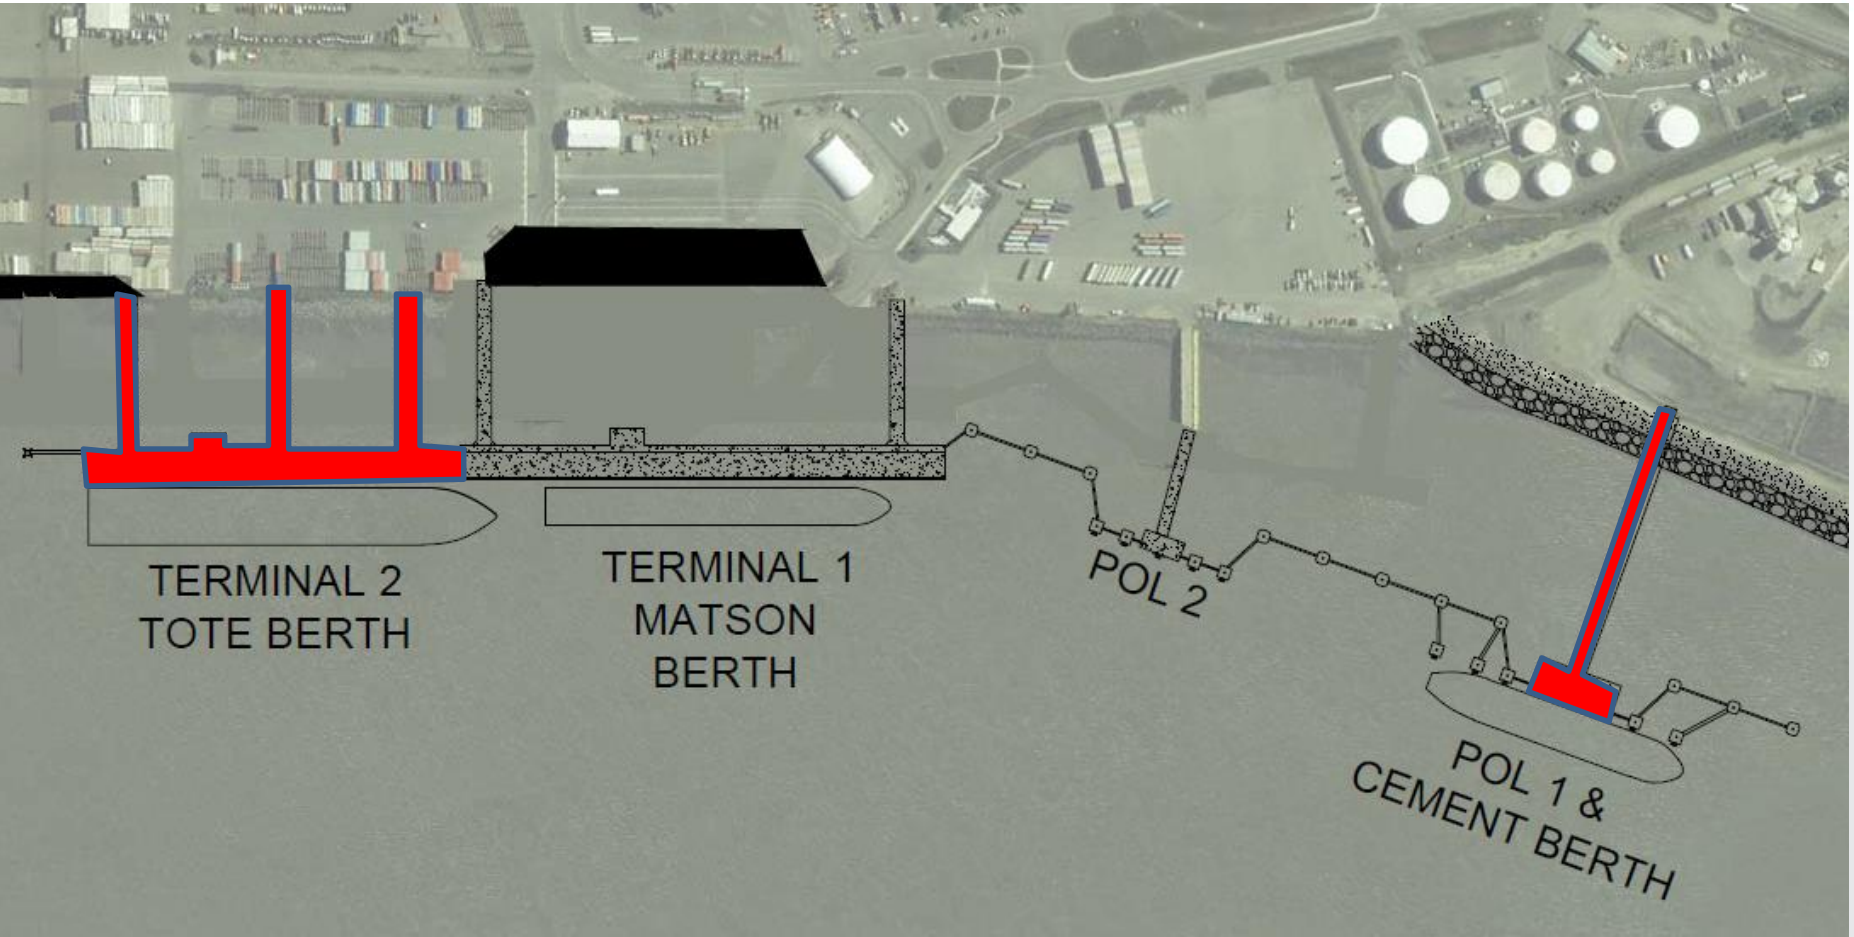 TERMINAL 2
TOTE BERTH
TERMINAL 1
MATSON
BERTH
POL 2
POL 1 &
CEMENT BERTH